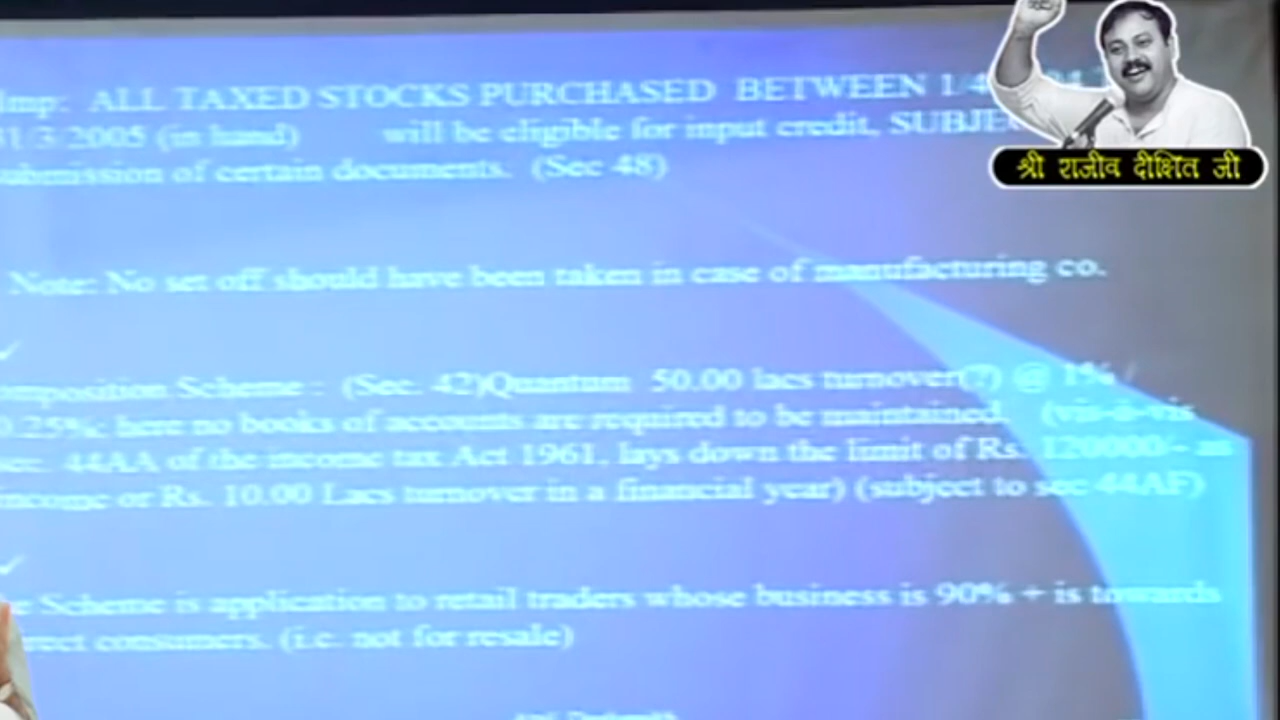 Imp: ALL TAXED STOCKS PURCHASED BETWEEN
31.3.2005 (in hand) will be eligible for input credit,
submission of certain documents. (Sec 48)
श्री राजीव दीक्षित जी
Note: No set off should have been taken in case of manufacturing co.
mposition Scheme : (Sec. 42)Quantum 50.00 lacs turnover(?) @ 1% /
0.25%: here no books of accounts are required to be maintained. (vis-a-vis
sec. 44AA of the income tax Act 1961, lays down the limit of Rs. 120000/- as
income or Rs. 10.00 Lacs turnover in a financial year) (subject to sec 44AF)
e Scheme is application to retail traders whose business is 90% + is towards
rect consumers. (i.e. not for resale)